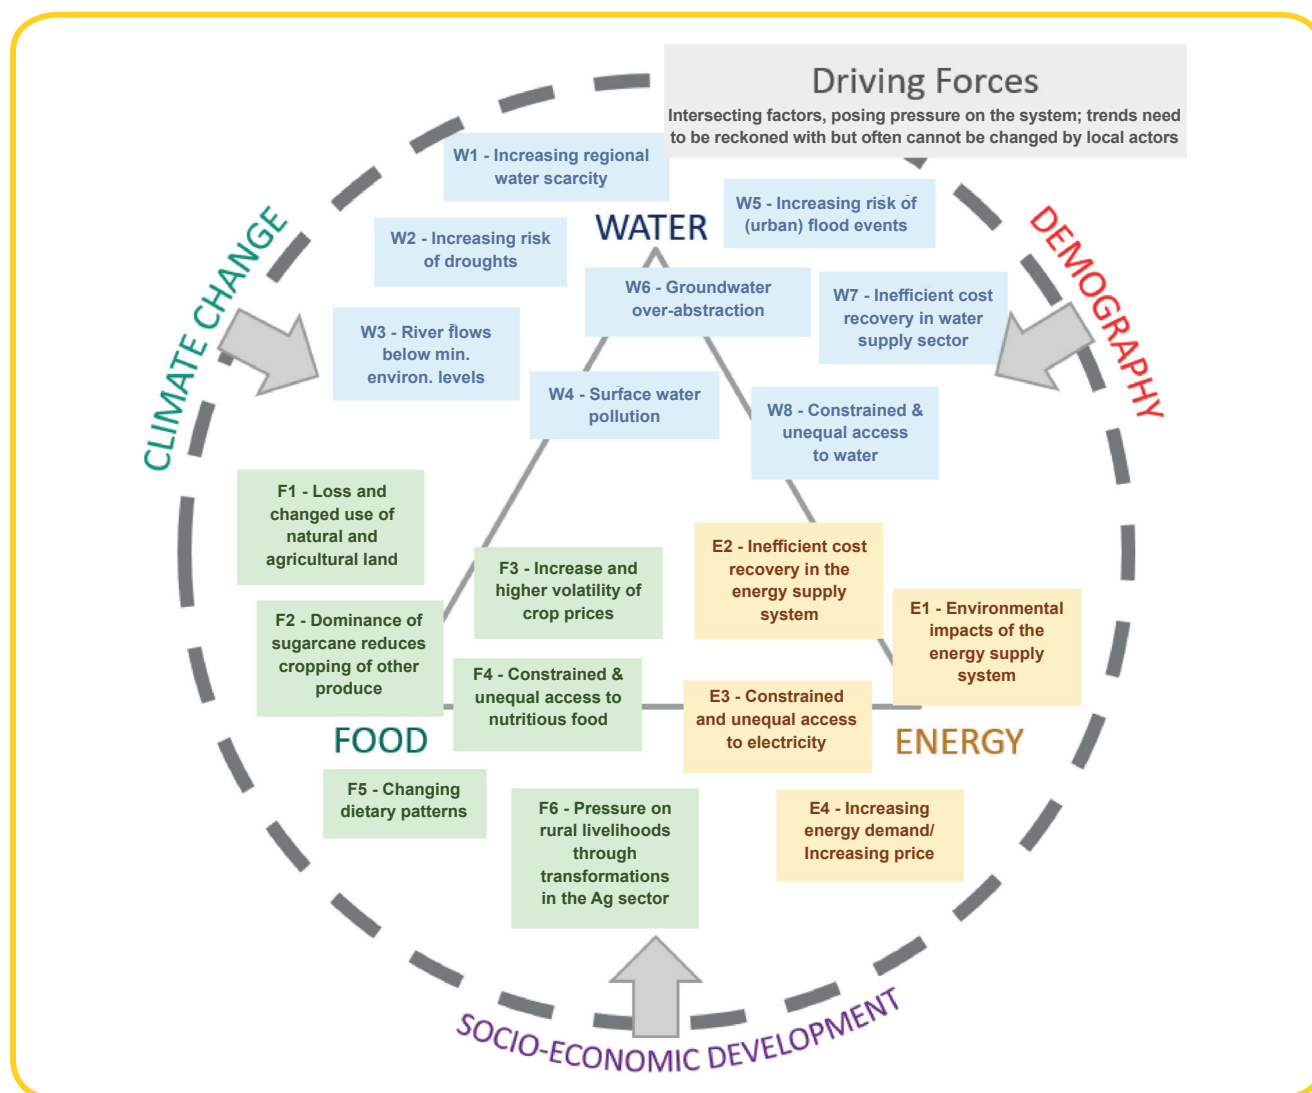 Driving Forces
Intersecting factors, posing pressure on the system; trends need
to be reckoned with but often cannot be changed by local actors
W1 - Increasing regional
water scarcity
W5 - Increasing risk of
(urban) flood events
WATER
W2 - Increasing risk
of droughts
CLIMATE CHANGE
DEMOGRAPHY
W6 - Groundwater
over-abstraction
W7 - Inefficient cost
recovery in water
supply sector
W3 - River flows
below min.
environ. levels
W4 - Surface water
pollution
W8 - Constrained &
unequal access
to water
F1 - Loss and
changed use of
natural and
agricultural land
E2 - Inefficient cost
recovery in the
energy supply
system
F3 - Increase and
higher volatility of
crop prices
E1 - Environmental
impacts of the
energy supply
system
F2 - Dominance of
sugarcane reduces
cropping of other
produce
F4 - Constrained &
unequal access to
nutritious food
E3 - Constrained
and unequal access
to electricity
FOOD
ENERGY
F5 - Changing
dietary patterns
F6 - Pressure on
rural livelihoods
through
transformations
in the Ag sector
E4 - Increasing
energy demand/
Increasing price
SOCIO-ECONOMIC DEVELOPMENT